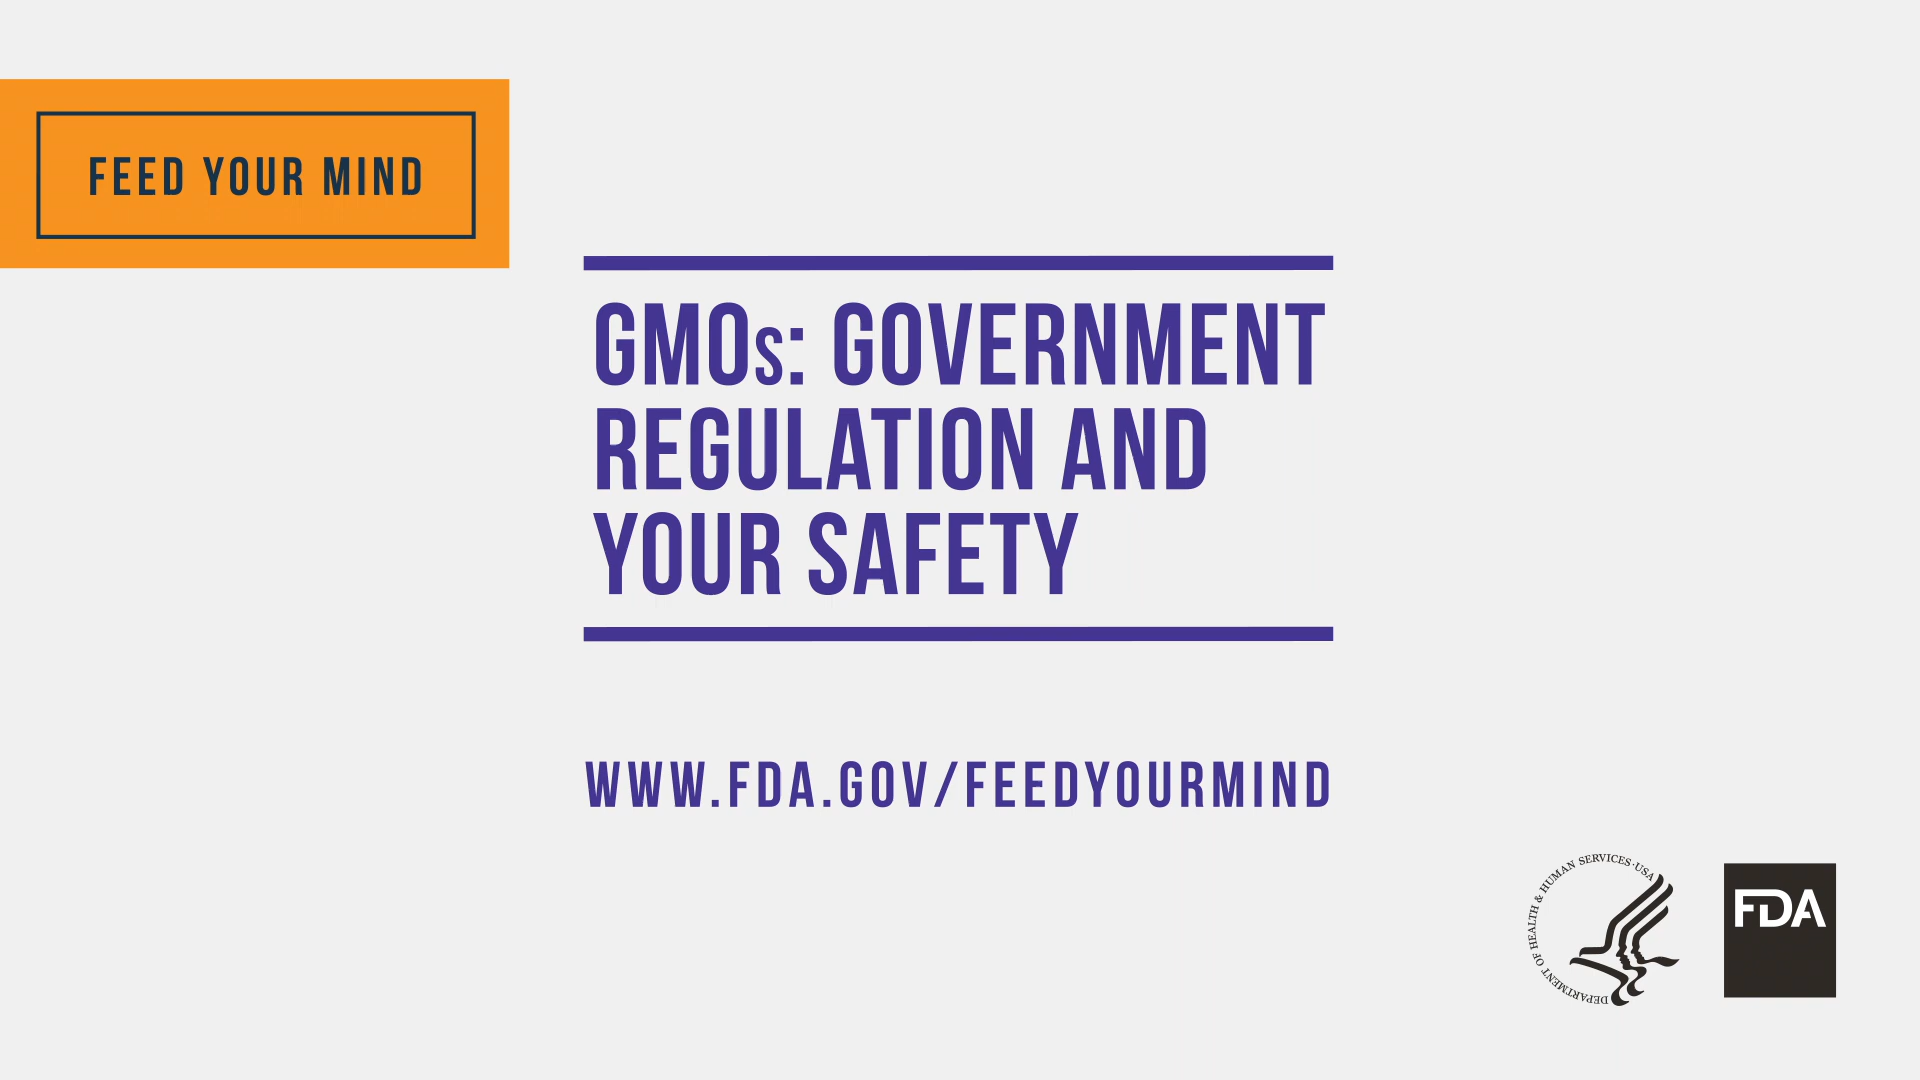 FEED YOUR MIND
GMOs: GOVERNMENT
REGULATION AND
YOUR SAFETY
WWW.FDA.GOV/FEEDYOURMIND
DEPARTMENT OF HEALTH & HUMAN SERVICES·USA
FDA